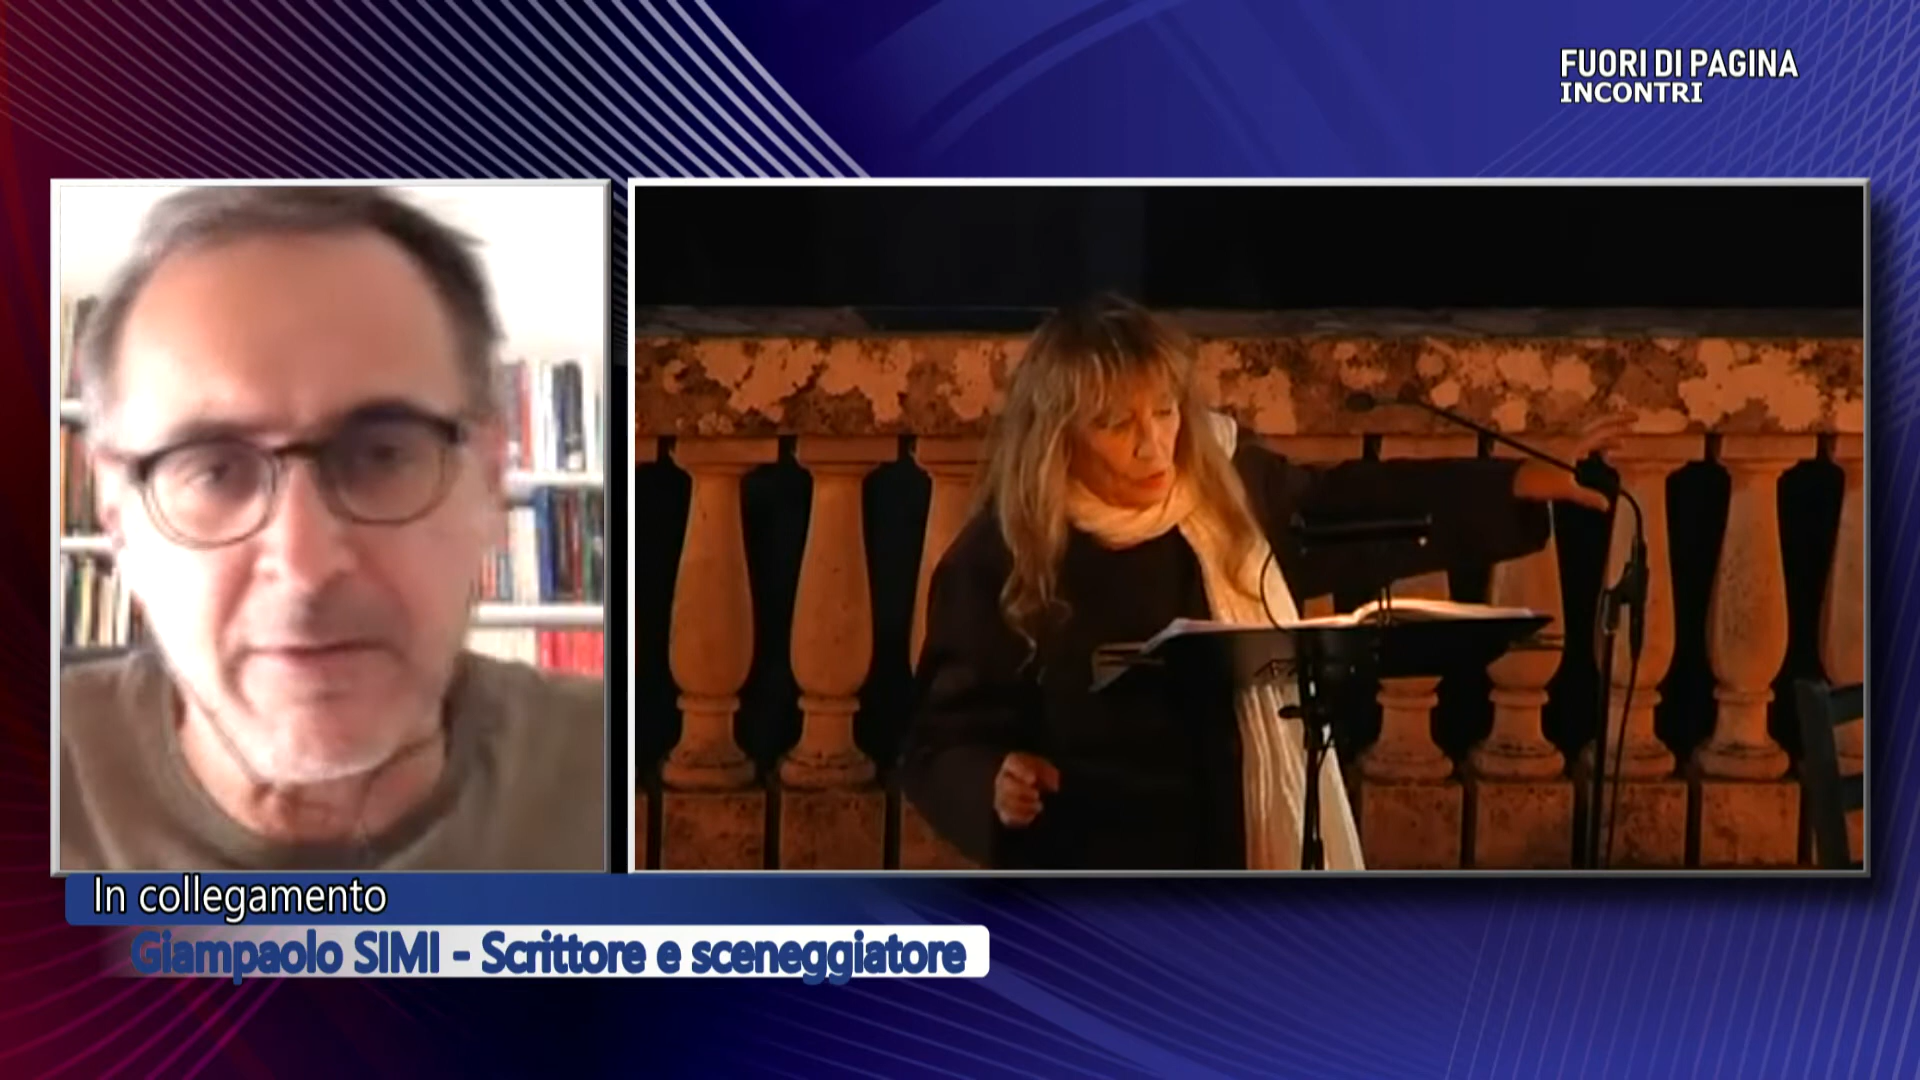 FUORI DI PAGINA
INCONTRI
In collegamento
Giampaolo SIMI - Scrittore e sceneggiatore